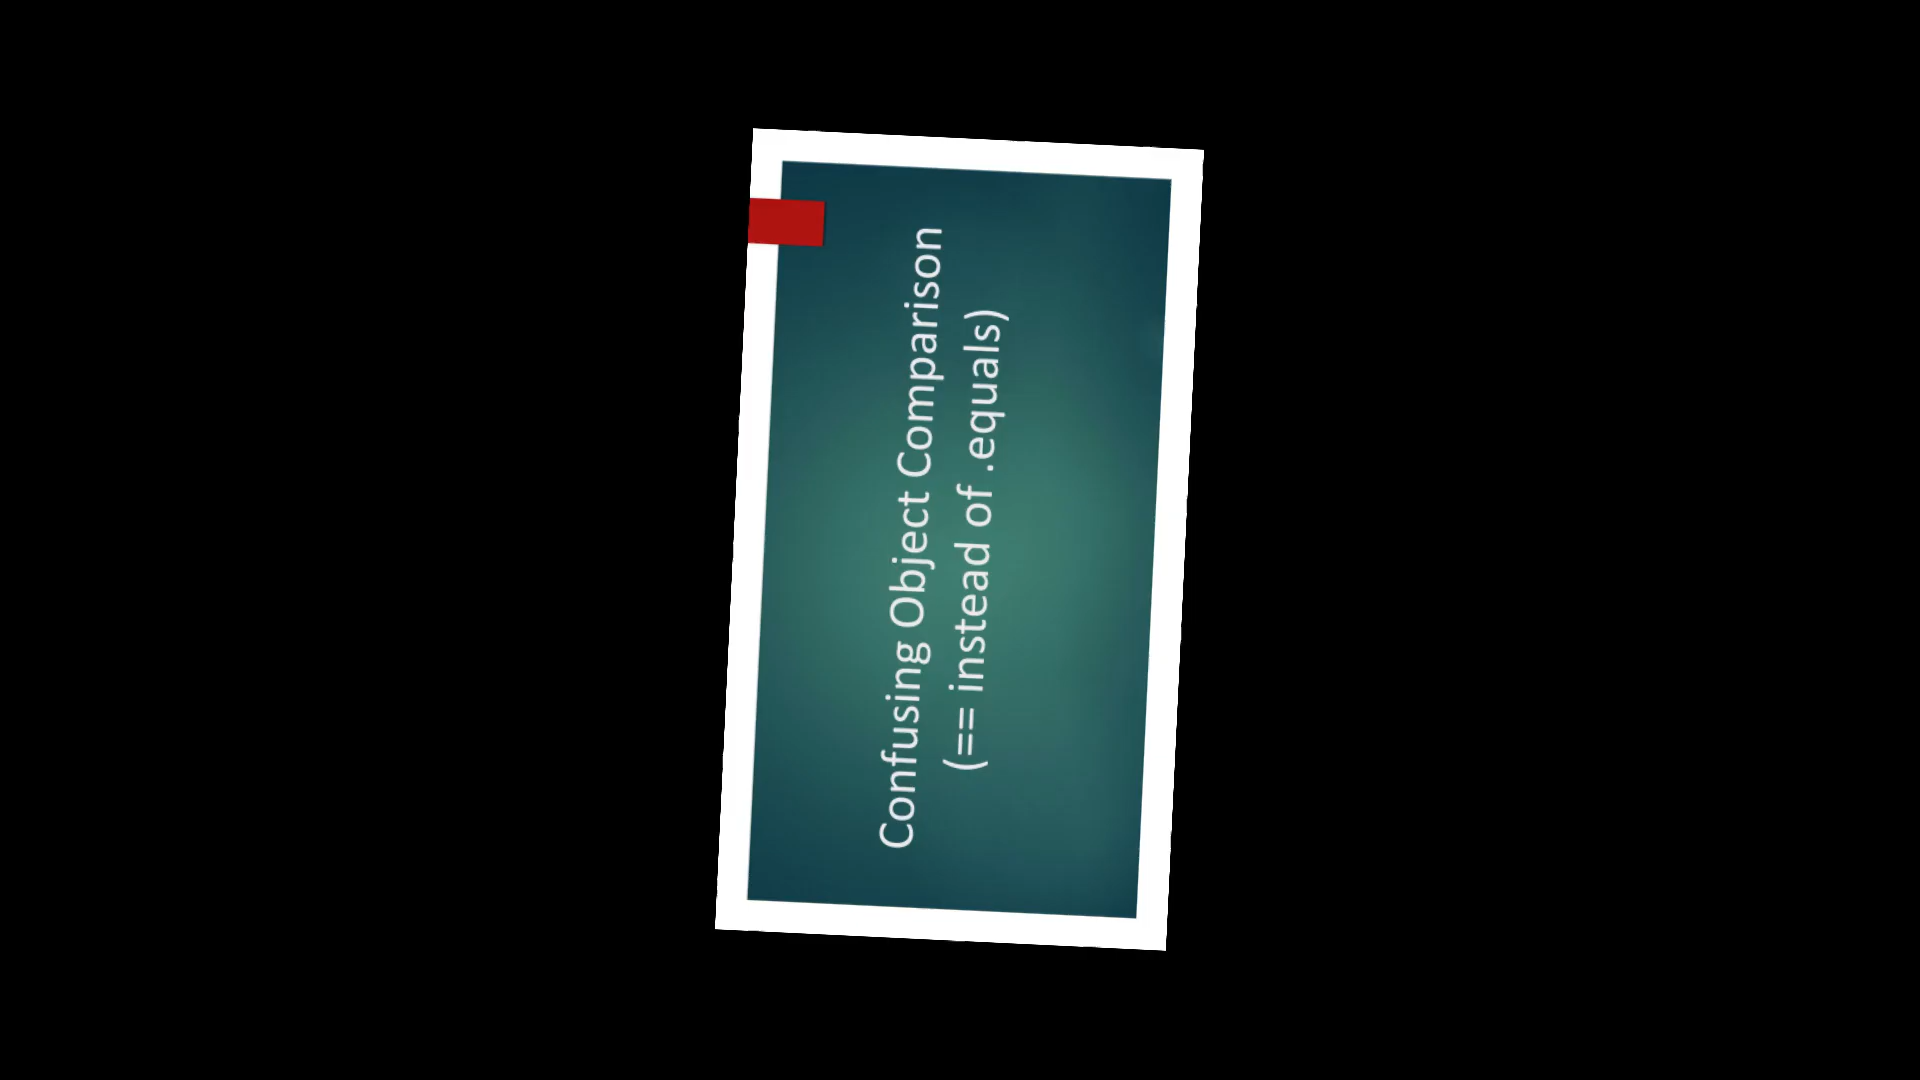 Confusing Object Comparison
(== instead of .equals)